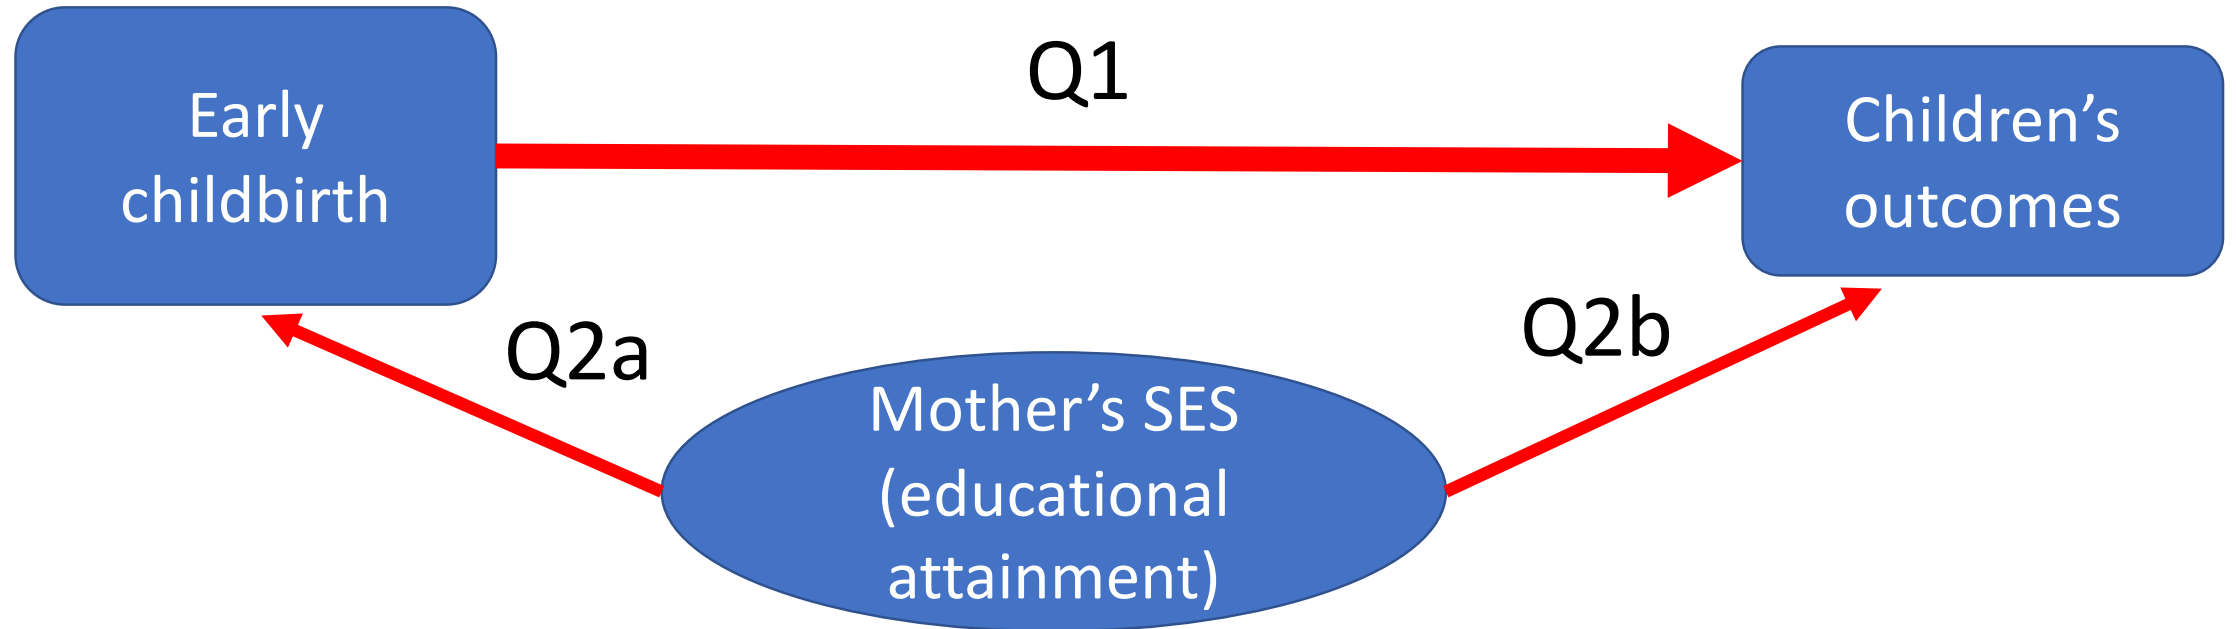 Early
childbirth
Q1
Children’s
outcomes
Q2a
Q2b
Mother’s SES
(educational
attainment)